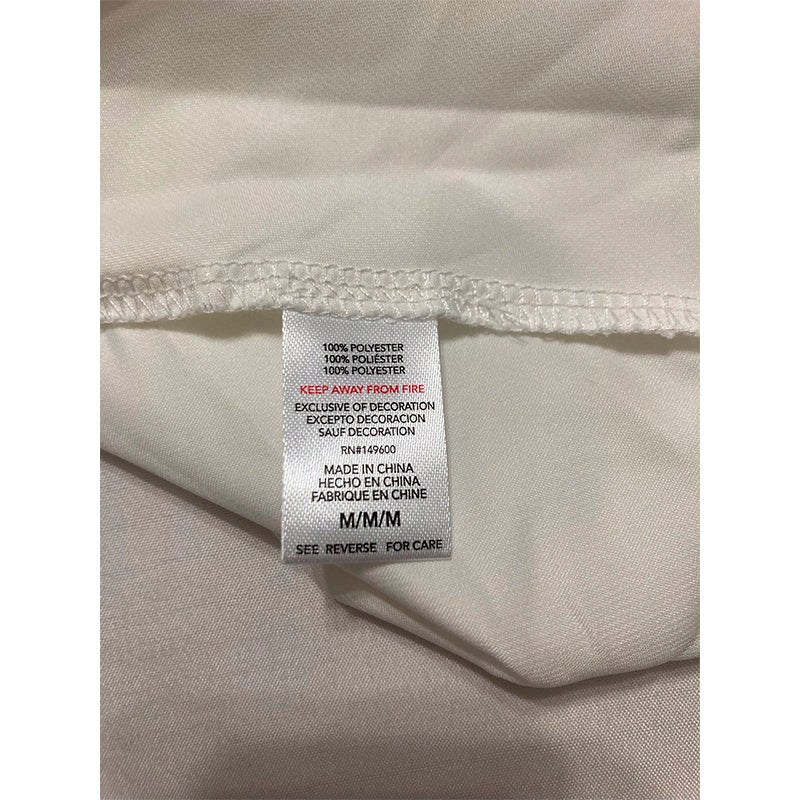 100% POLYESTER
100% POLIÉSTER
100% POLYESTER
KEEP AWAY FROM FIRE
EXCLUSIVE OF DECORATION
EXCEPTO DECORACION
SAUF DECORATION
RN#149600
MADE IN CHINA
HECHO EN CHINA
FABRIQUE EN CHINE
M/M/M
SEE REVERSE FOR CARE